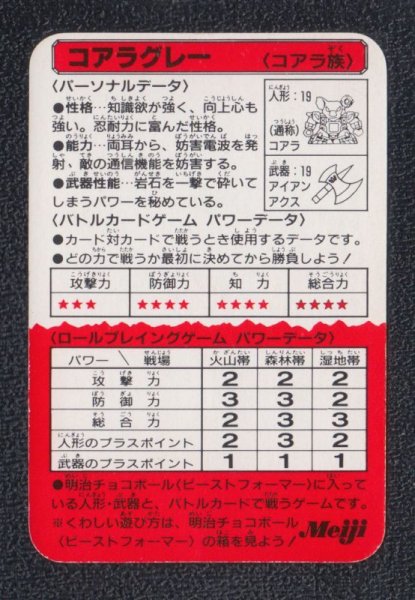 コアラグレー 〈コアラ族〉
〈パーソナルデータ〉
●性格…知識欲が強く、向上心も
強い。忍耐力に富んだ性格。
●能力…両耳から、妨害電波を発
射、敵の通信機能を妨害する。
●武器性能…岩石を一撃で砕いて
しまうパワーを秘めている。
人形:19
(通称)
コアラ
武器:19
アイアン
アクス
〈バトルカードゲーム パワーデータ〉
●カード対カードで戦うとき使用するデータです。
●どの力で戦うか最初に決めてから勝負しよう!
攻撃力 防御力 知力 総合力
★★★ ★★★★ ★★★★ ★★★★
〈ロールプレイングゲーム パワーデータ〉
パワー\戦場 火山帯 森林帯 湿地帯
攻撃力 2 2 2
防御力 3 3 2
総合力 2 3 2
人形のプラスポイント 2 3 2
武器のプラスポイント 1 1 1
●明治チョコボール〈ビーストフォーマー〉に入って
いる人形・武器と、バトルカードで戦うゲームです。
※くわしい遊び方は、明治チョコボール
〈ビーストフォーマー〉の箱を見よう!
Meiji